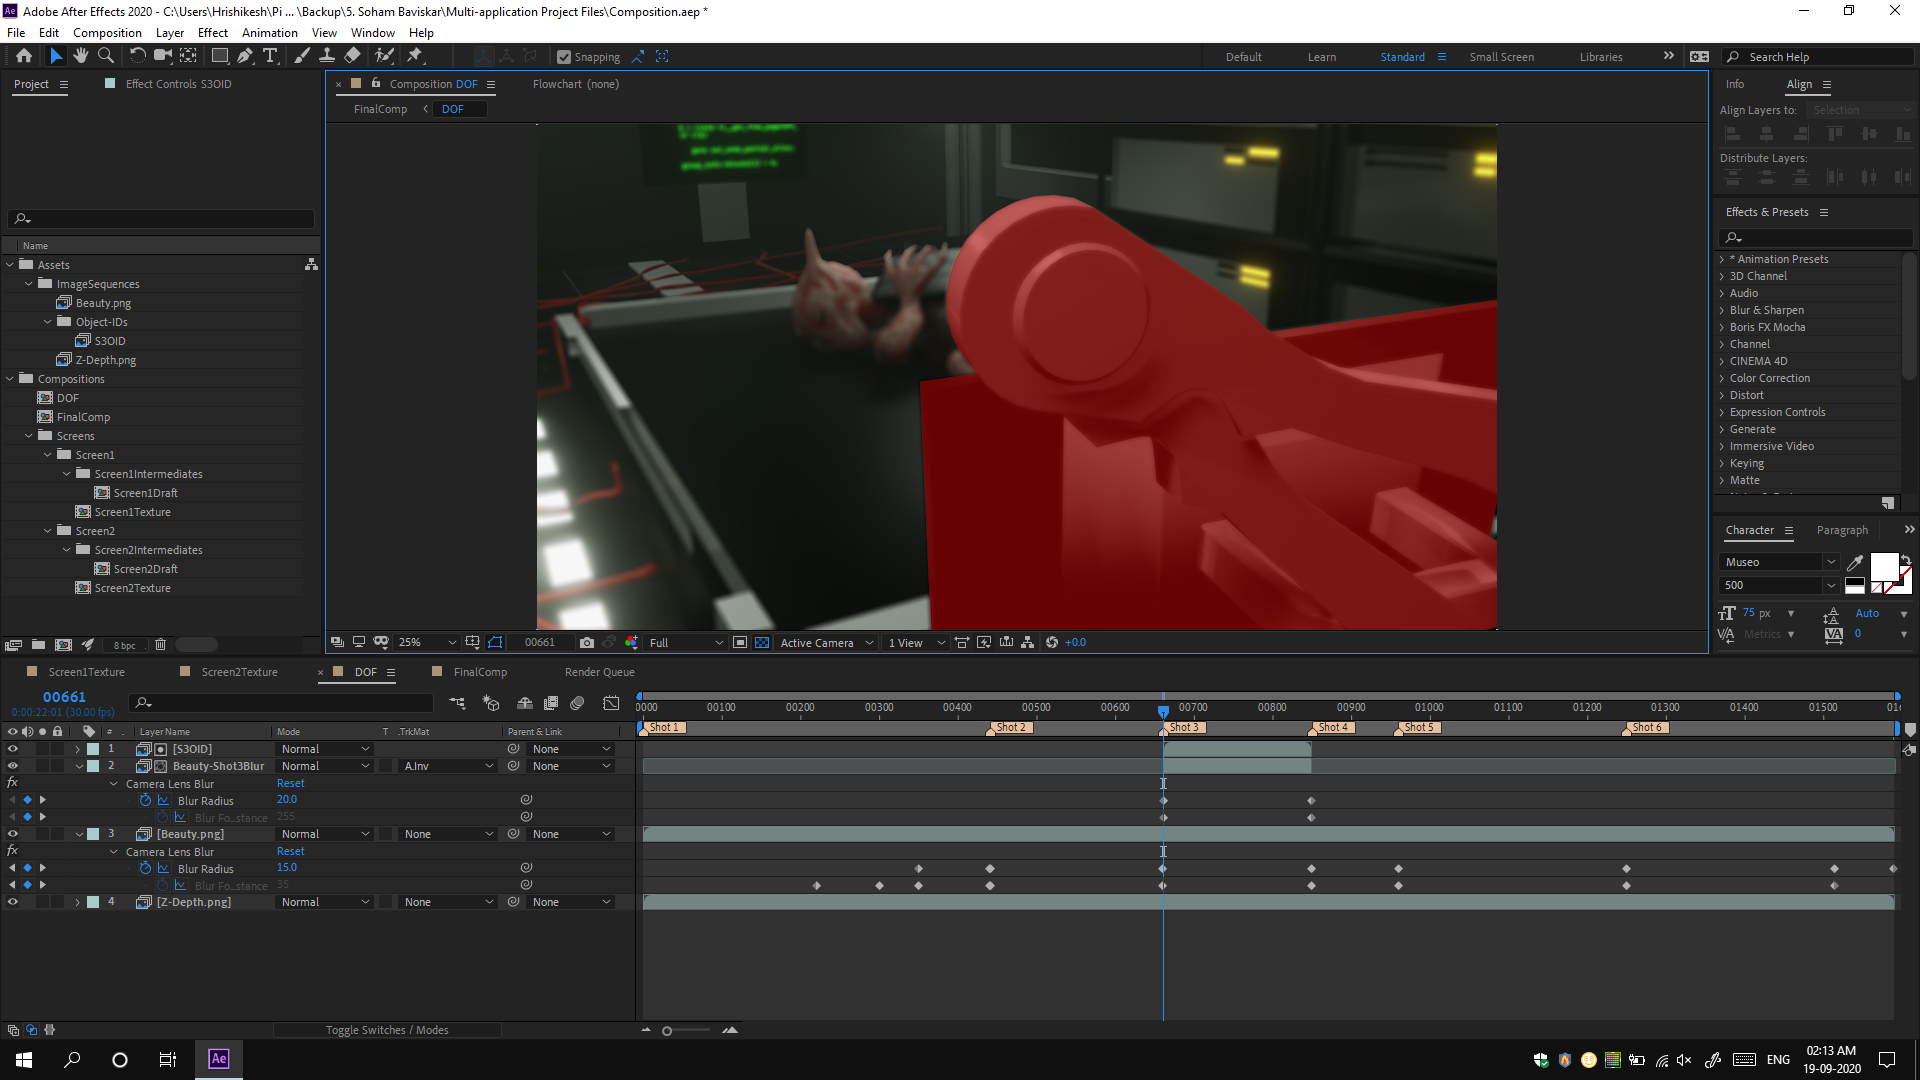 Ae Adobe After Effects 2020 - C:\Users\Hrishikesh\Pi ... \Backup\5. Soham Baviskar\Multi-application Project Files\Composition.aep *
File Edit Composition Layer Effect Animation View Window Help
Snapping Default Learn Standard Small Screen Libraries Search Help
Project Effect Controls S3OID
Composition DOF Flowchart (none)
FinalComp DOF
Info Align
Align Layers to: Selection
Distribute Layers:
Effects & Presets
* Animation Presets
3D Channel
Audio
Blur & Sharpen
Boris FX Mocha
Channel
CINEMA 4D
Color Correction
Distort
Expression Controls
Generate
Immersive Video
Keying
Matte
Name
Assets
ImageSequences
Beauty.png
Object-IDs
S3OID
Z-Depth.png
Compositions
DOF
FinalComp
Screens
Screen1
Screen1Intermediates
Screen1Draft
Screen1Texture
Screen2
Screen2Intermediates
Screen2Draft
Screen2Texture
8 bpc
25% 00661 Full Active Camera 1 View +0.0
Character Paragraph
Museo
500
75 px Auto
Metrics 0
Screen1Texture Screen2Texture DOF FinalComp Render Queue
00661
0:00:22:01 (30.00 fps)
# Layer Name Mode T .TrkMat Parent & Link
0000 00100 00200 00300 00400 00500 00600 00700 00800 00900 01000 01100 01200 01300 01400 01500
Shot 1 Shot 2 Shot 3 Shot 4 Shot 5 Shot 6
1 [S3OID] Normal None
2 Beauty-Shot3Blur Normal A.Inv None
fx Camera Lens Blur Reset
Blur Radius 20.0
Blur Fo...stance 255
3 [Beauty.png] Normal None None
fx Camera Lens Blur Reset
Blur Radius 15.0
Blur Fo...stance 35
4 [Z-Depth.png] Normal None None
Toggle Switches / Modes
Ae
ENG
02:13 AM
19-09-2020